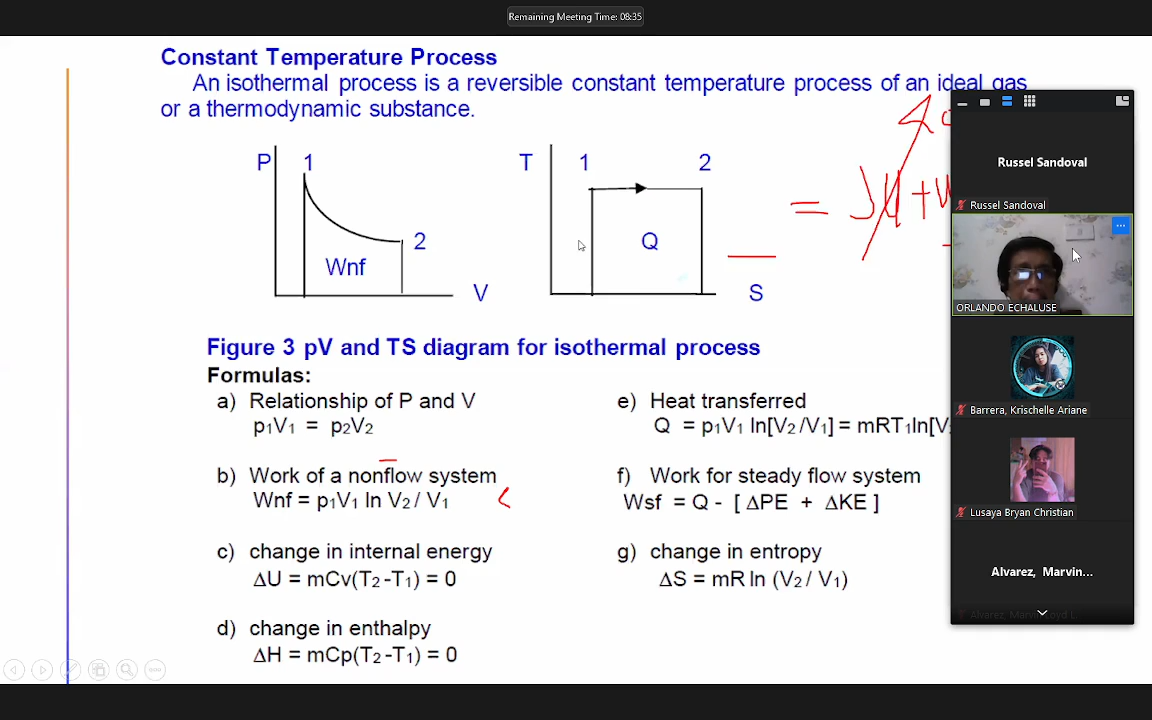 Remaining Meeting Time: 08:35
Constant Temperature Process
An isothermal process is a reversible constant temperature process of an ideal gas
or a thermodynamic substance.
P 1 2 Wnf V
T 1 2 Q S
= +
Figure 3 pV and TS diagram for isothermal process
Formulas:
a) Relationship of P and V
p1V1 = p2V2
b) Work of a nonflow system
Wnf = p1V1 ln V2 / V1
c) change in internal energy
ΔU = mCv(T2 -T1) = 0
d) change in enthalpy
ΔH = mCp(T2 -T1) = 0
e) Heat transferred
Q = p1V1 ln[V2 /V1] = mRT1ln[V
f) Work for steady flow system
Wsf = Q - [ ΔPE + ΔKE ]
g) change in entropy
ΔS = mR ln (V2 / V1)
Russel Sandoval
Russel Sandoval
ORLANDO ECHALUSE
Barrera, Krischelle Ariane
Lusaya Bryan Christian
Alvarez, Marvin...
Alvarez, Marvin Loyd L.